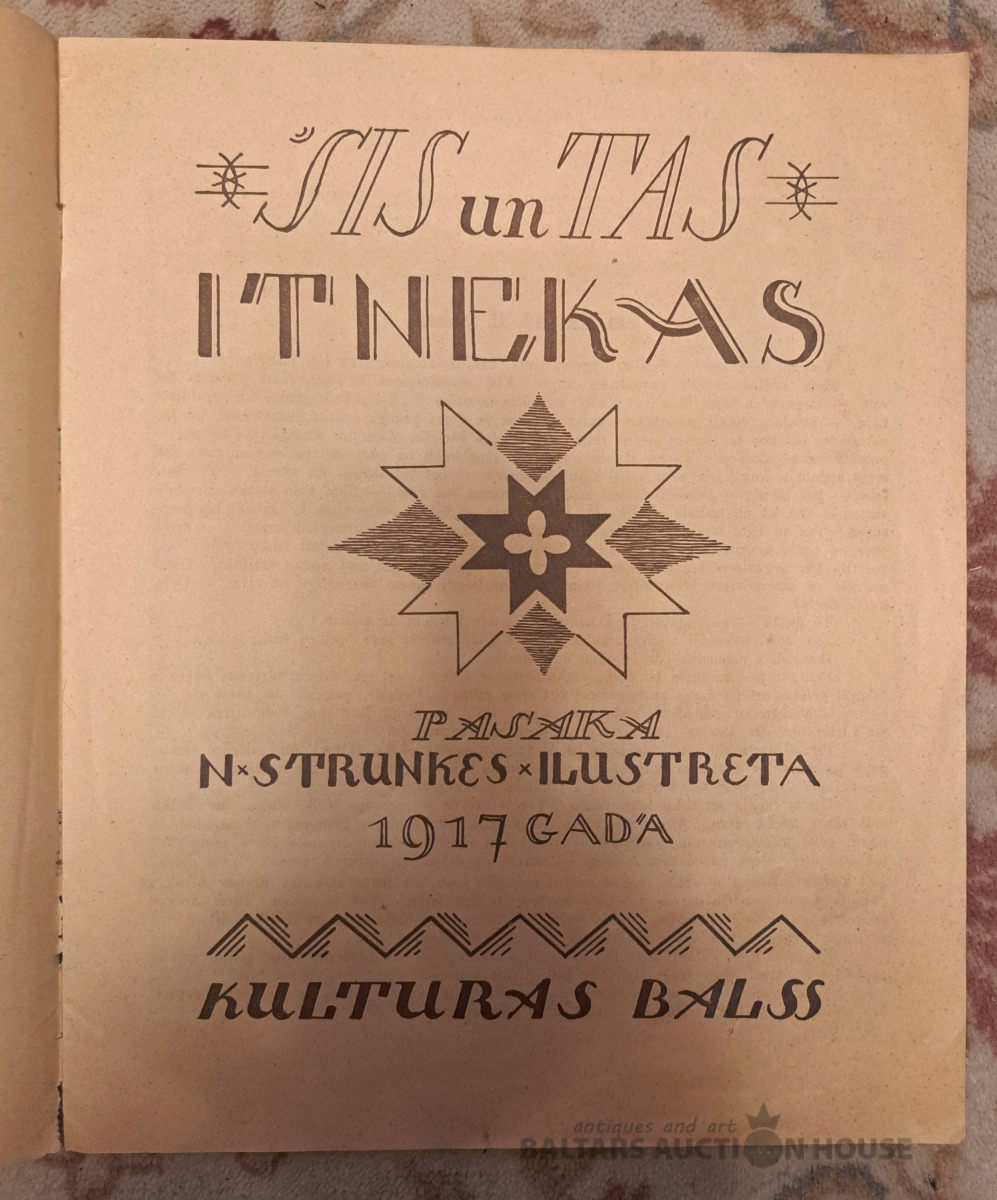 ŠIS un TAS
ITNEKAS
PASAKA
N×STRUNKES×ILUSTRETA
1917 GADĀ
KULTURAS BALSS
antiques and art
BALTARS AUCTION HOUSE